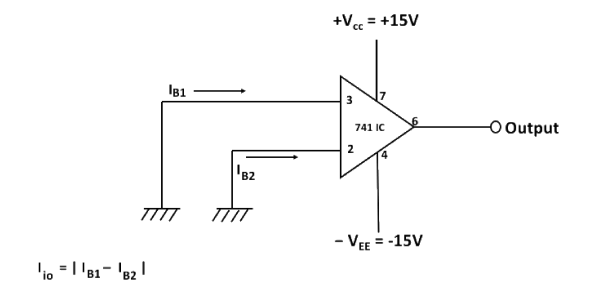 +Vcc = +15V
IB1
3
7
741 IC
6
Output
2
4
IB2
– VEE = -15V
Iio = | IB1 – IB2 |